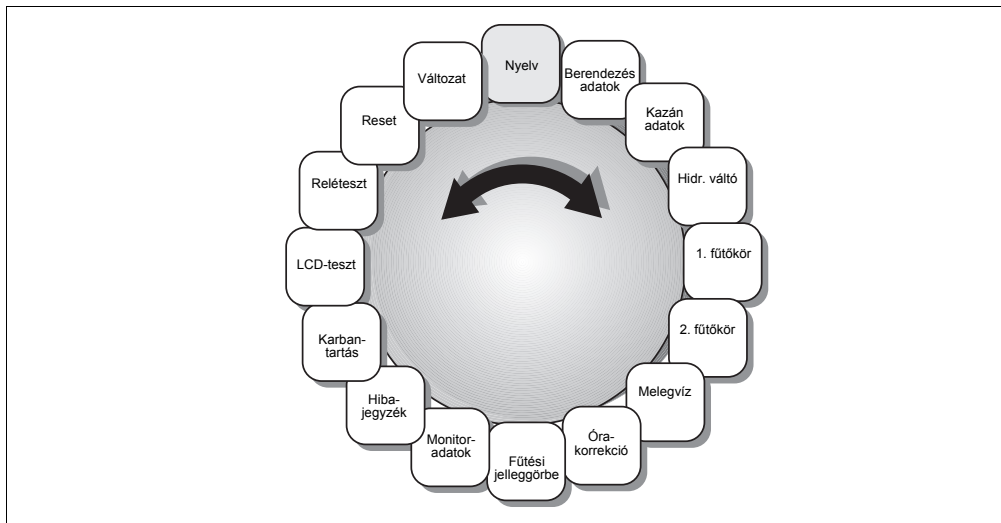 Nyelv
Berendezés
adatok
Kazán
adatok
Hidr. váltó
1. fűtőkör
2. fűtőkör
Melegvíz
Óra-
korrekció
Fűtési
jelleggörbe
Monitor-
adatok
Hiba-
jegyzék
Karban-
tartás
LCD-teszt
Reléteszt
Reset
Változat